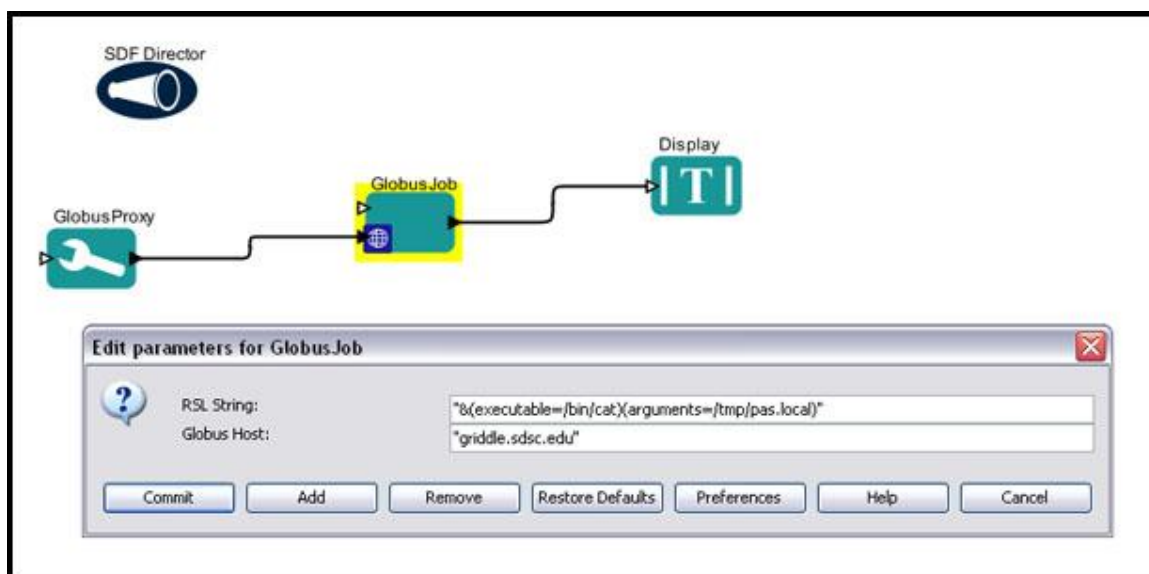 SDF Director
Display
T
GlobusJob
GlobusProxy
Edit parameters for GlobusJob
?
RSL String:
"&(executable=/bin/cat)(arguments=/tmp/pas.local)"
Globus Host:
"griddle.sdsc.edu"
Commit
Add
Remove
Restore Defaults
Preferences
Help
Cancel